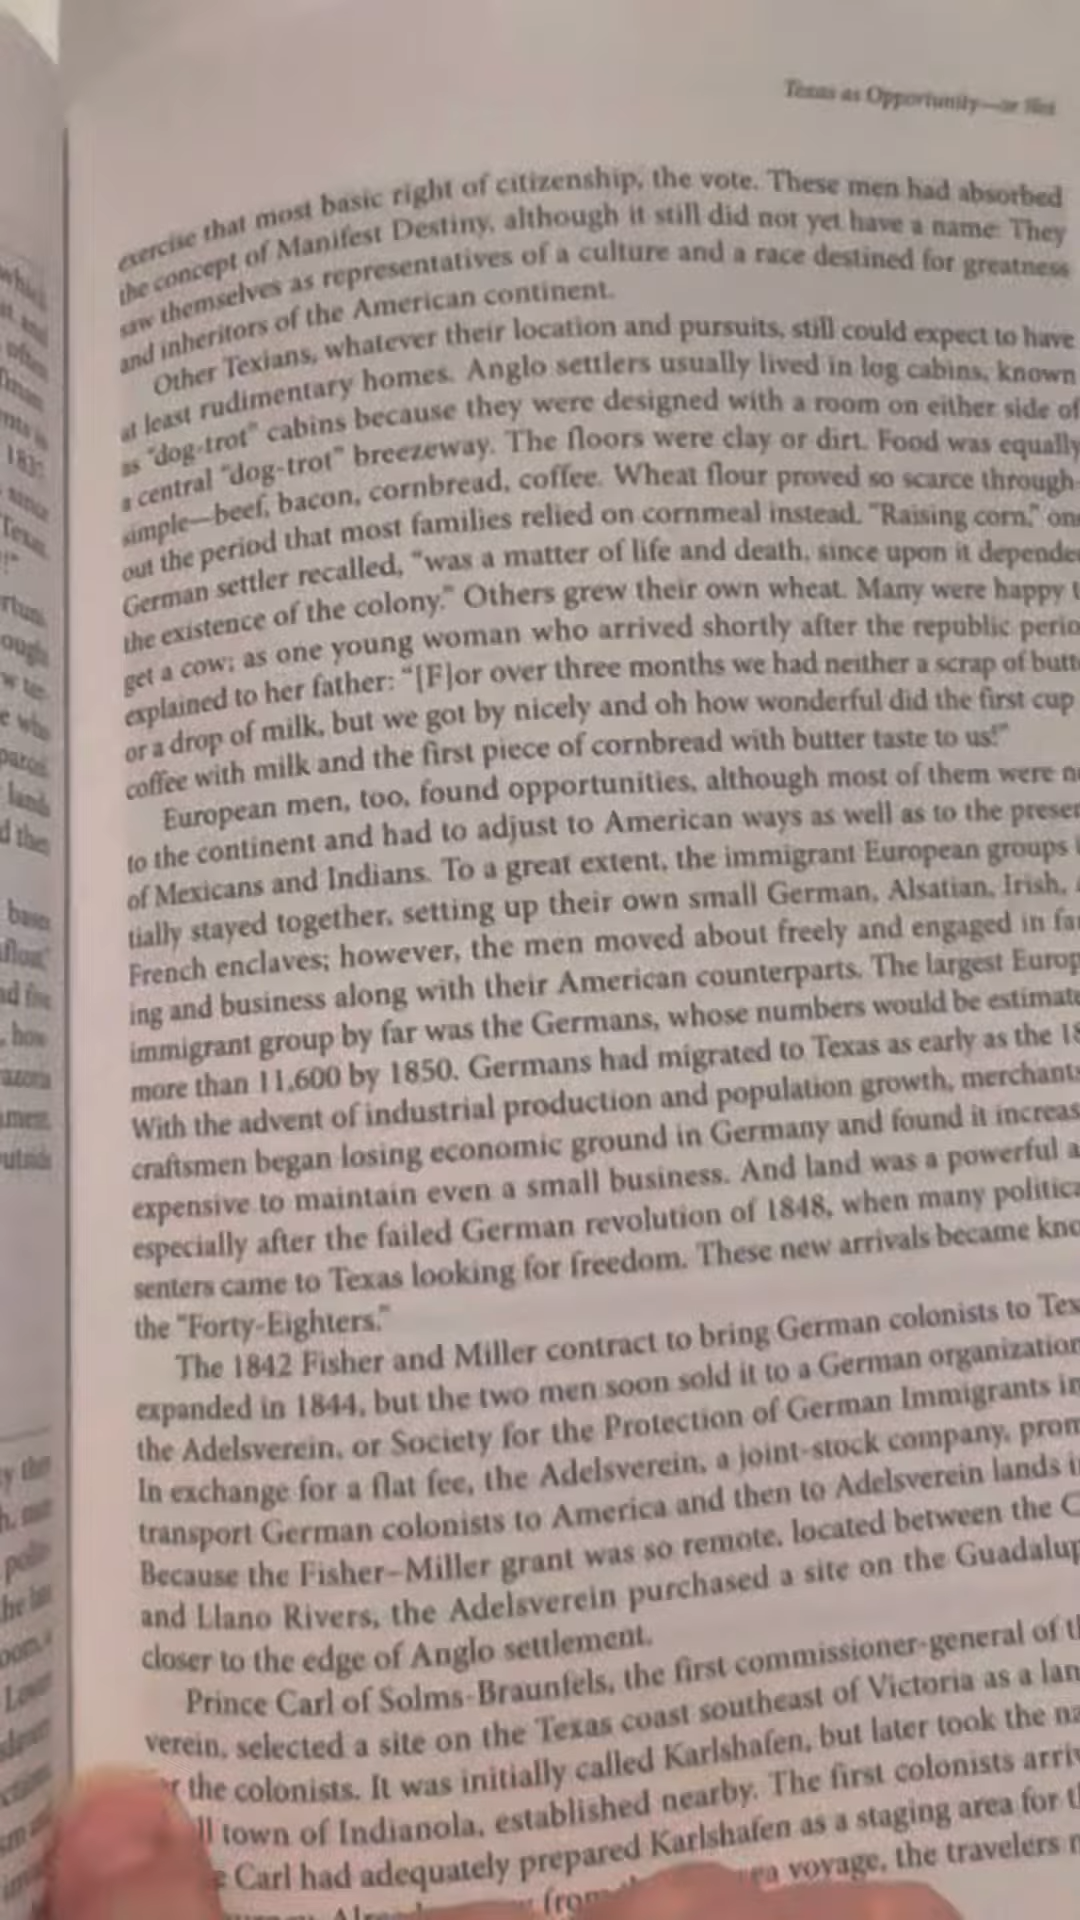 Texas as Opportunity—or Not
exercise that most basic right of citizenship, the vote. These men had absorbed
the concept of Manifest Destiny, although it still did not yet have a name: They
saw themselves as representatives of a culture and a race destined for greatness
and inheritors of the American continent.
Other Texians, whatever their location and pursuits, still could expect to have
at least rudimentary homes. Anglo settlers usually lived in log cabins, known
as "dog-trot" cabins because they were designed with a room on either side of
a central "dog-trot" breezeway. The floors were clay or dirt. Food was equally
simple—beef, bacon, cornbread, coffee. Wheat flour proved so scarce through-
out the period that most families relied on cornmeal instead. "Raising corn," one
German settler recalled, "was a matter of life and death, since upon it depende
the existence of the colony." Others grew their own wheat. Many were happy t
get a cow; as one young woman who arrived shortly after the republic perio
explained to her father: "[F]or over three months we had neither a scrap of butt
or a drop of milk, but we got by nicely and oh how wonderful did the first cup
coffee with milk and the first piece of cornbread with butter taste to us!"
European men, too, found opportunities, although most of them were n
to the continent and had to adjust to American ways as well as to the presen
of Mexicans and Indians. To a great extent, the immigrant European groups i
tially stayed together, setting up their own small German, Alsatian, Irish,
French enclaves; however, the men moved about freely and engaged in far
ing and business along with their American counterparts. The largest Europ
immigrant group by far was the Germans, whose numbers would be estimate
more than 11,600 by 1850. Germans had migrated to Texas as early as the 18
With the advent of industrial production and population growth, merchants
craftsmen began losing economic ground in Germany and found it increas
expensive to maintain even a small business. And land was a powerful a
especially after the failed German revolution of 1848, when many politica
senters came to Texas looking for freedom. These new arrivals became kno
the "Forty-Eighters."
The 1842 Fisher and Miller contract to bring German colonists to Tex
expanded in 1844, but the two men soon sold it to a German organization
the Adelsverein, or Society for the Protection of German Immigrants in
In exchange for a flat fee, the Adelsverein, a joint-stock company, prom
transport German colonists to America and then to Adelsverein lands i
Because the Fisher–Miller grant was so remote, located between the C
and Llano Rivers, the Adelsverein purchased a site on the Guadalup
closer to the edge of Anglo settlement.
Prince Carl of Solms-Braunfels, the first commissioner-general of th
verein, selected a site on the Texas coast southeast of Victoria as a lan
the colonists. It was initially called Karlshafen, but later took the na
town of Indianola, established nearby. The first colonists arriv
Carl had adequately prepared Karlshafen as a staging area for th
from voyage, the travelers